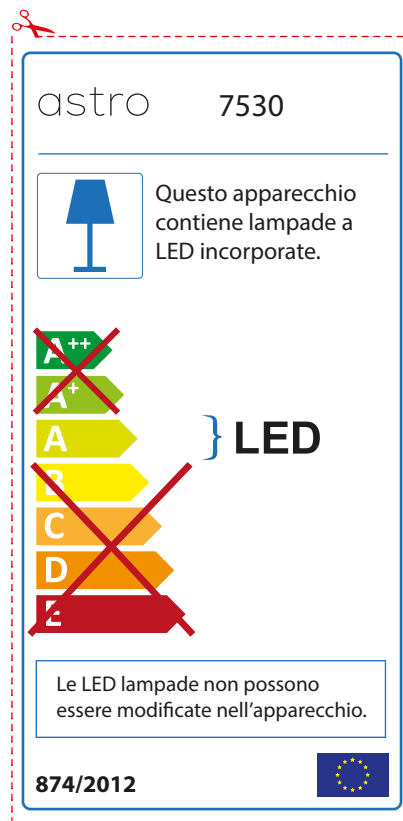 astro 7530
Questo apparecchio
contiene lampade a
LED incorporate.
A++
A+
A
LED
B
C
D
E
Le LED lampade non possono
essere modificate nell'apparecchio.
874/2012